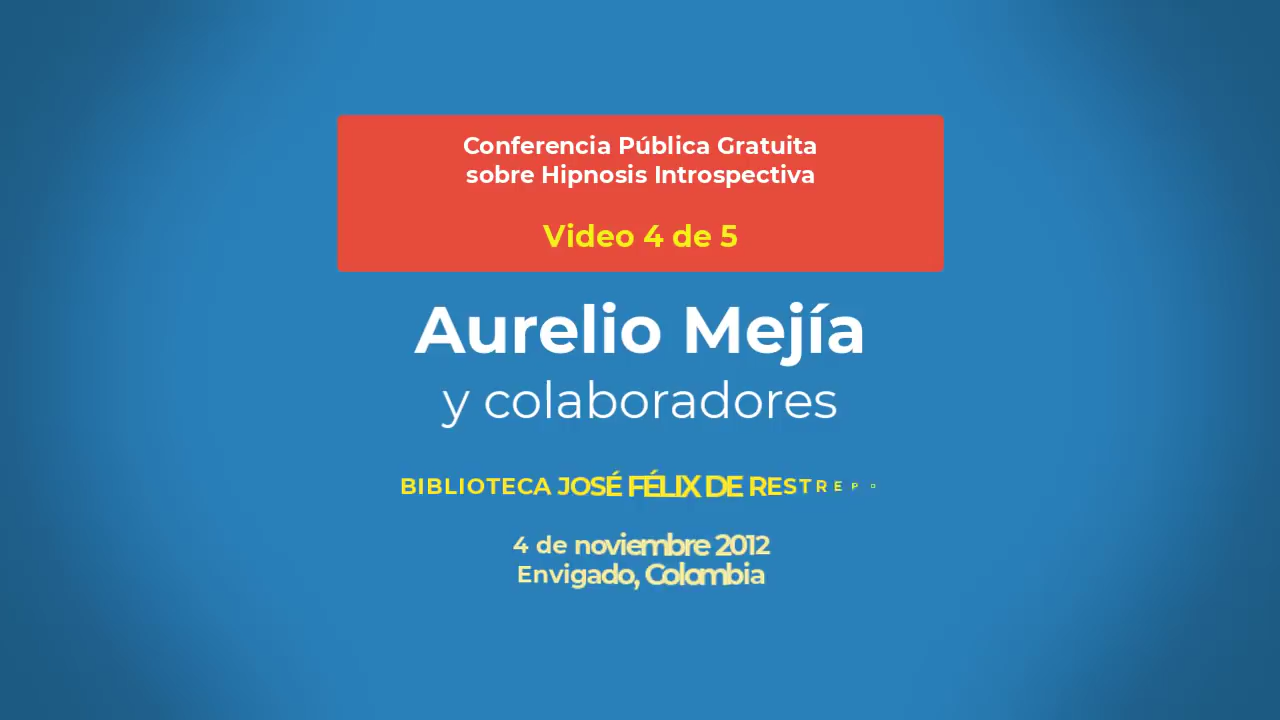 Conferencia Pública Gratuita
sobre Hipnosis Introspectiva
Video 4 de 5
Aurelio Mejía
y colaboradores
BIBLIOTECA JOSÉ FÉLIX DE RESTREPO
4 de noviembre 2012
Envigado, Colombia